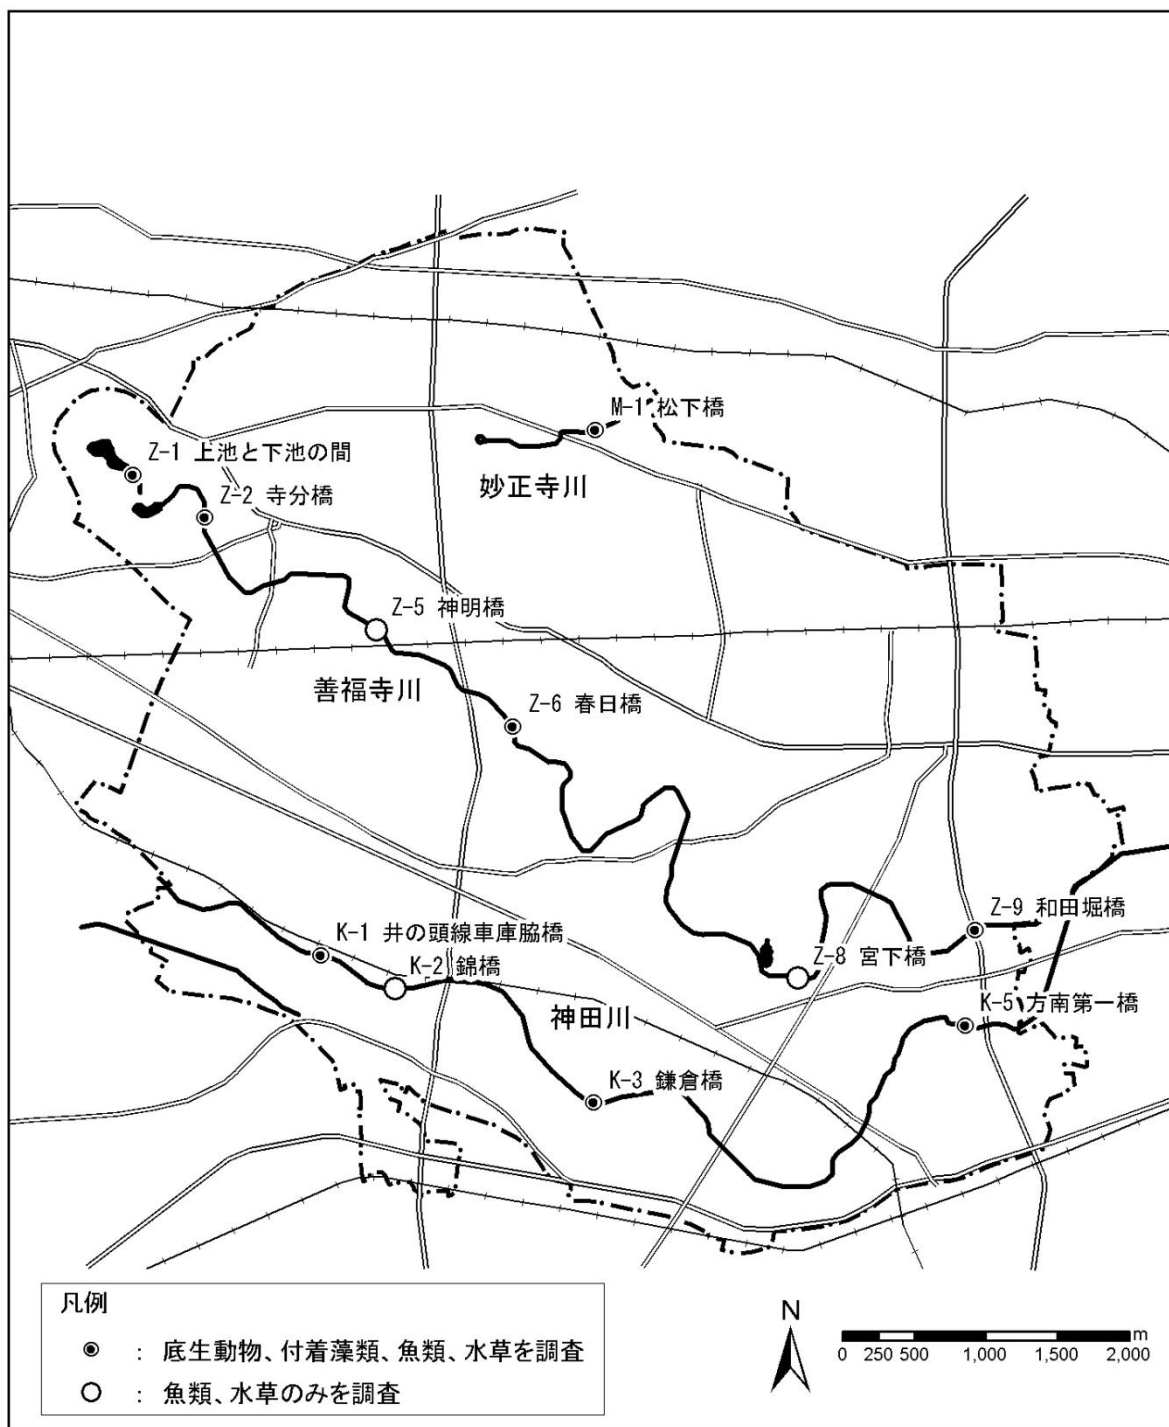 M-1 松下橋
Z-1 上池と下池の間
妙正寺川
Z-2 寺分橋
Z-5 神明橋
善福寺川
Z-6 春日橋
Z-9 和田堀橋
K-1 井の頭線車庫脇橋
Z-8 宮下橋
K-2 錦橋
K-5 方南第一橋
神田川
K-3 鎌倉橋
凡例
: 底生動物、付着藻類、魚類、水草を調査
: 魚類、水草のみを調査
N
m
0 250 500 1,000 1,500 2,000